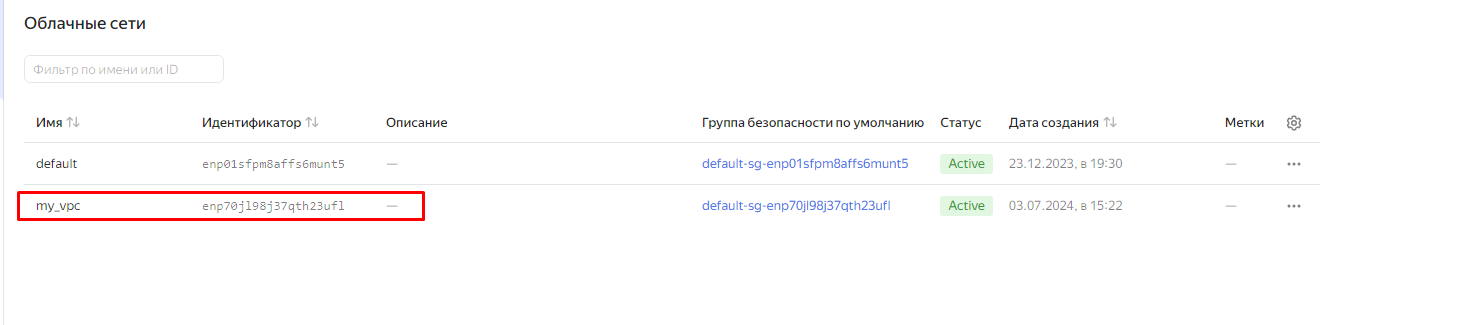 Облачные сети
Фильтр по имени или ID
Имя Идентификатор Описание Группа безопасности по умолчанию Статус Дата создания Метки
default enp01sfpm8affs6munt5 — default-sg-enp01sfpm8affs6munt5 Active 23.12.2023, в 19:30 —
my_vpc enp70jl98j37qth23ufl — default-sg-enp70jl98j37qth23ufl Active 03.07.2024, в 15:22 —